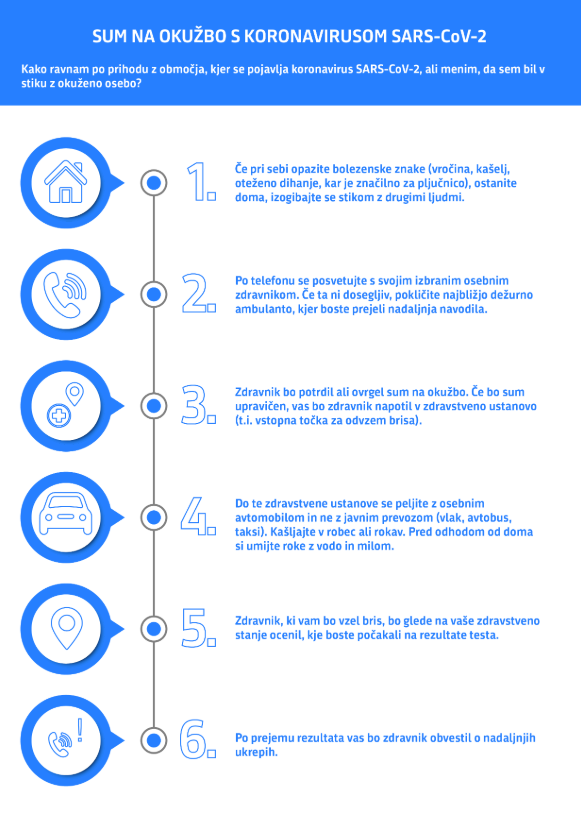 SUM NA OKUŽBO S KORONAVIRUSOM SARS-CoV-2
Kako ravnam po prihodu z območja, kjer se pojavlja koronavirus SARS-CoV-2, ali menim, da sem bil v
stiku z okuženo osebo?
1.
Če pri sebi opazite bolezenske znake (vročina, kašelj,
oteženo dihanje, kar je značilno za pljučnico), ostanite
doma, izogibajte se stikom z drugimi ljudmi.
2.
Po telefonu se posvetujte s svojim izbranim osebnim
zdravnikom. Če ta ni dosegljiv, pokličite najbližjo dežurno
ambulanto, kjer boste prejeli nadaljnja navodila.
3.
Zdravnik bo potrdil ali ovrgel sum na okužbo. Če bo sum
upravičen, vas bo zdravnik napotil v zdravstveno ustanovo
(t.i. vstopna točka za odvzem brisa).
4.
Do te zdravstvene ustanove se peljite z osebnim
avtomobilom in ne z javnim prevozom (vlak, avtobus,
taksi). Kašljajte v robec ali rokav. Pred odhodom od doma
si umijte roke z vodo in milom.
5.
Zdravnik, ki vam bo vzel bris, bo glede na vaše zdravstveno
stanje ocenil, kje boste počakali na rezultate testa.
6.
Po prejemu rezultata vas bo zdravnik obvestil o nadaljnjih
ukrepih.